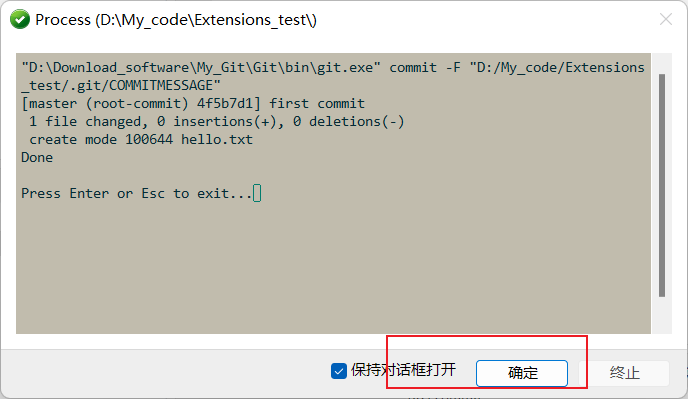 Process (D:\My_code\Extensions_test\)
"D:\Download_software\My_Git\Git\bin\git.exe" commit -F "D:/My_code/Extensions
_test/.git/COMMITMESSAGE"
[master (root-commit) 4f5b7d1] first commit
1 file changed, 0 insertions(+), 0 deletions(-)
create mode 100644 hello.txt
Done
Press Enter or Esc to exit...
保持对话框打开 确定 终止